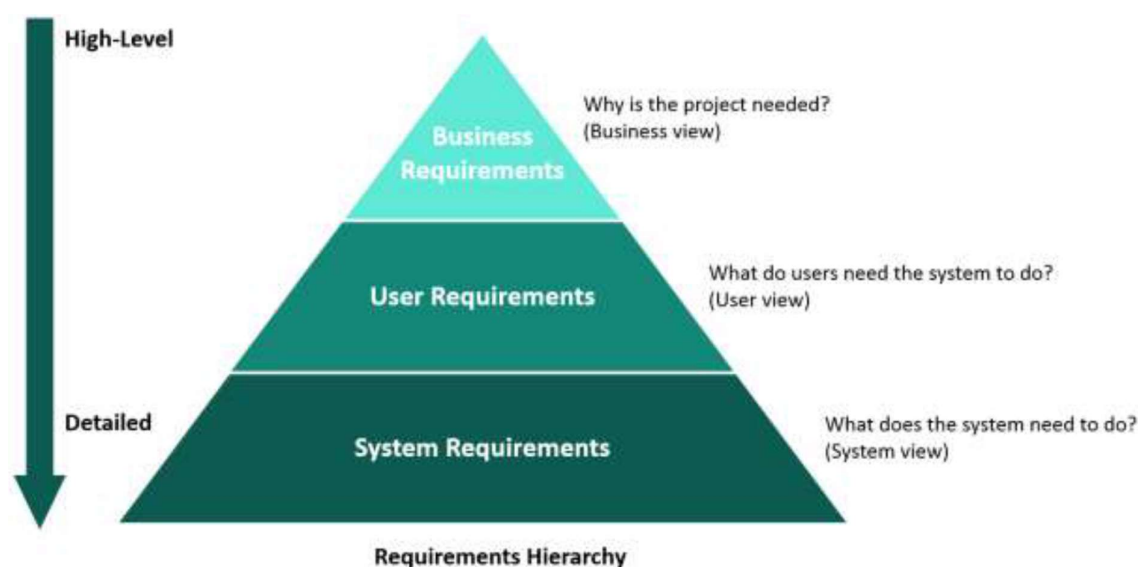 High-Level
Why is the project needed?
(Business view)
Business
Requirements
What do users need the system to do?
(User view)
User Requirements
Detailed
What does the system need to do?
(System view)
System Requirements
Requirements Hierarchy